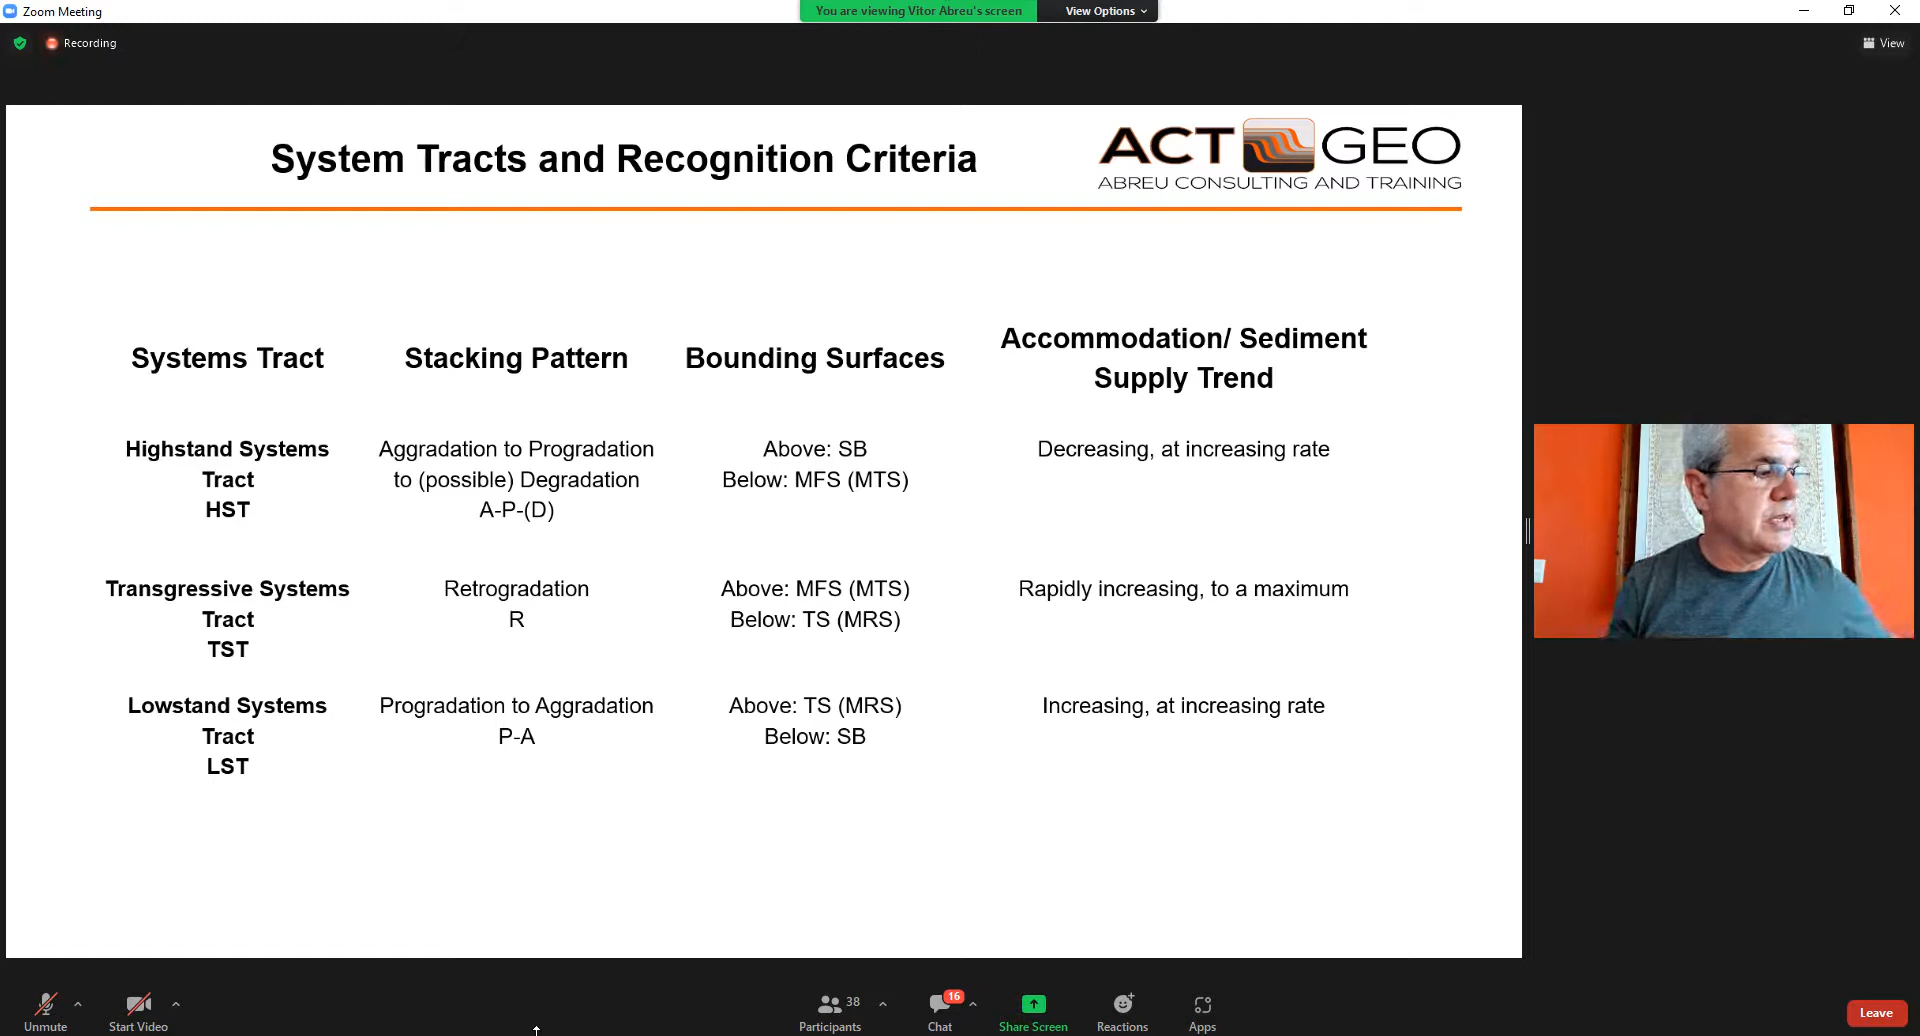 Zoom Meeting
You are viewing Vitor Abreu's screen
View Options
Recording
View
System Tracts and Recognition Criteria
ACT GEO
ABREU CONSULTING AND TRAINING
Systems Tract
Stacking Pattern
Bounding Surfaces
Accommodation/ Sediment
Supply Trend
Highstand Systems
Tract
HST
Aggradation to Progradation
to (possible) Degradation
A-P-(D)
Above: SB
Below: MFS (MTS)
Decreasing, at increasing rate
Transgressive Systems
Tract
TST
Retrogradation
R
Above: MFS (MTS)
Below: TS (MRS)
Rapidly increasing, to a maximum
Lowstand Systems
Tract
LST
Progradation to Aggradation
P-A
Above: TS (MRS)
Below: SB
Increasing, at increasing rate
Unmute
Start Video
38
Participants
16
Chat
Share Screen
Reactions
Apps
Leave